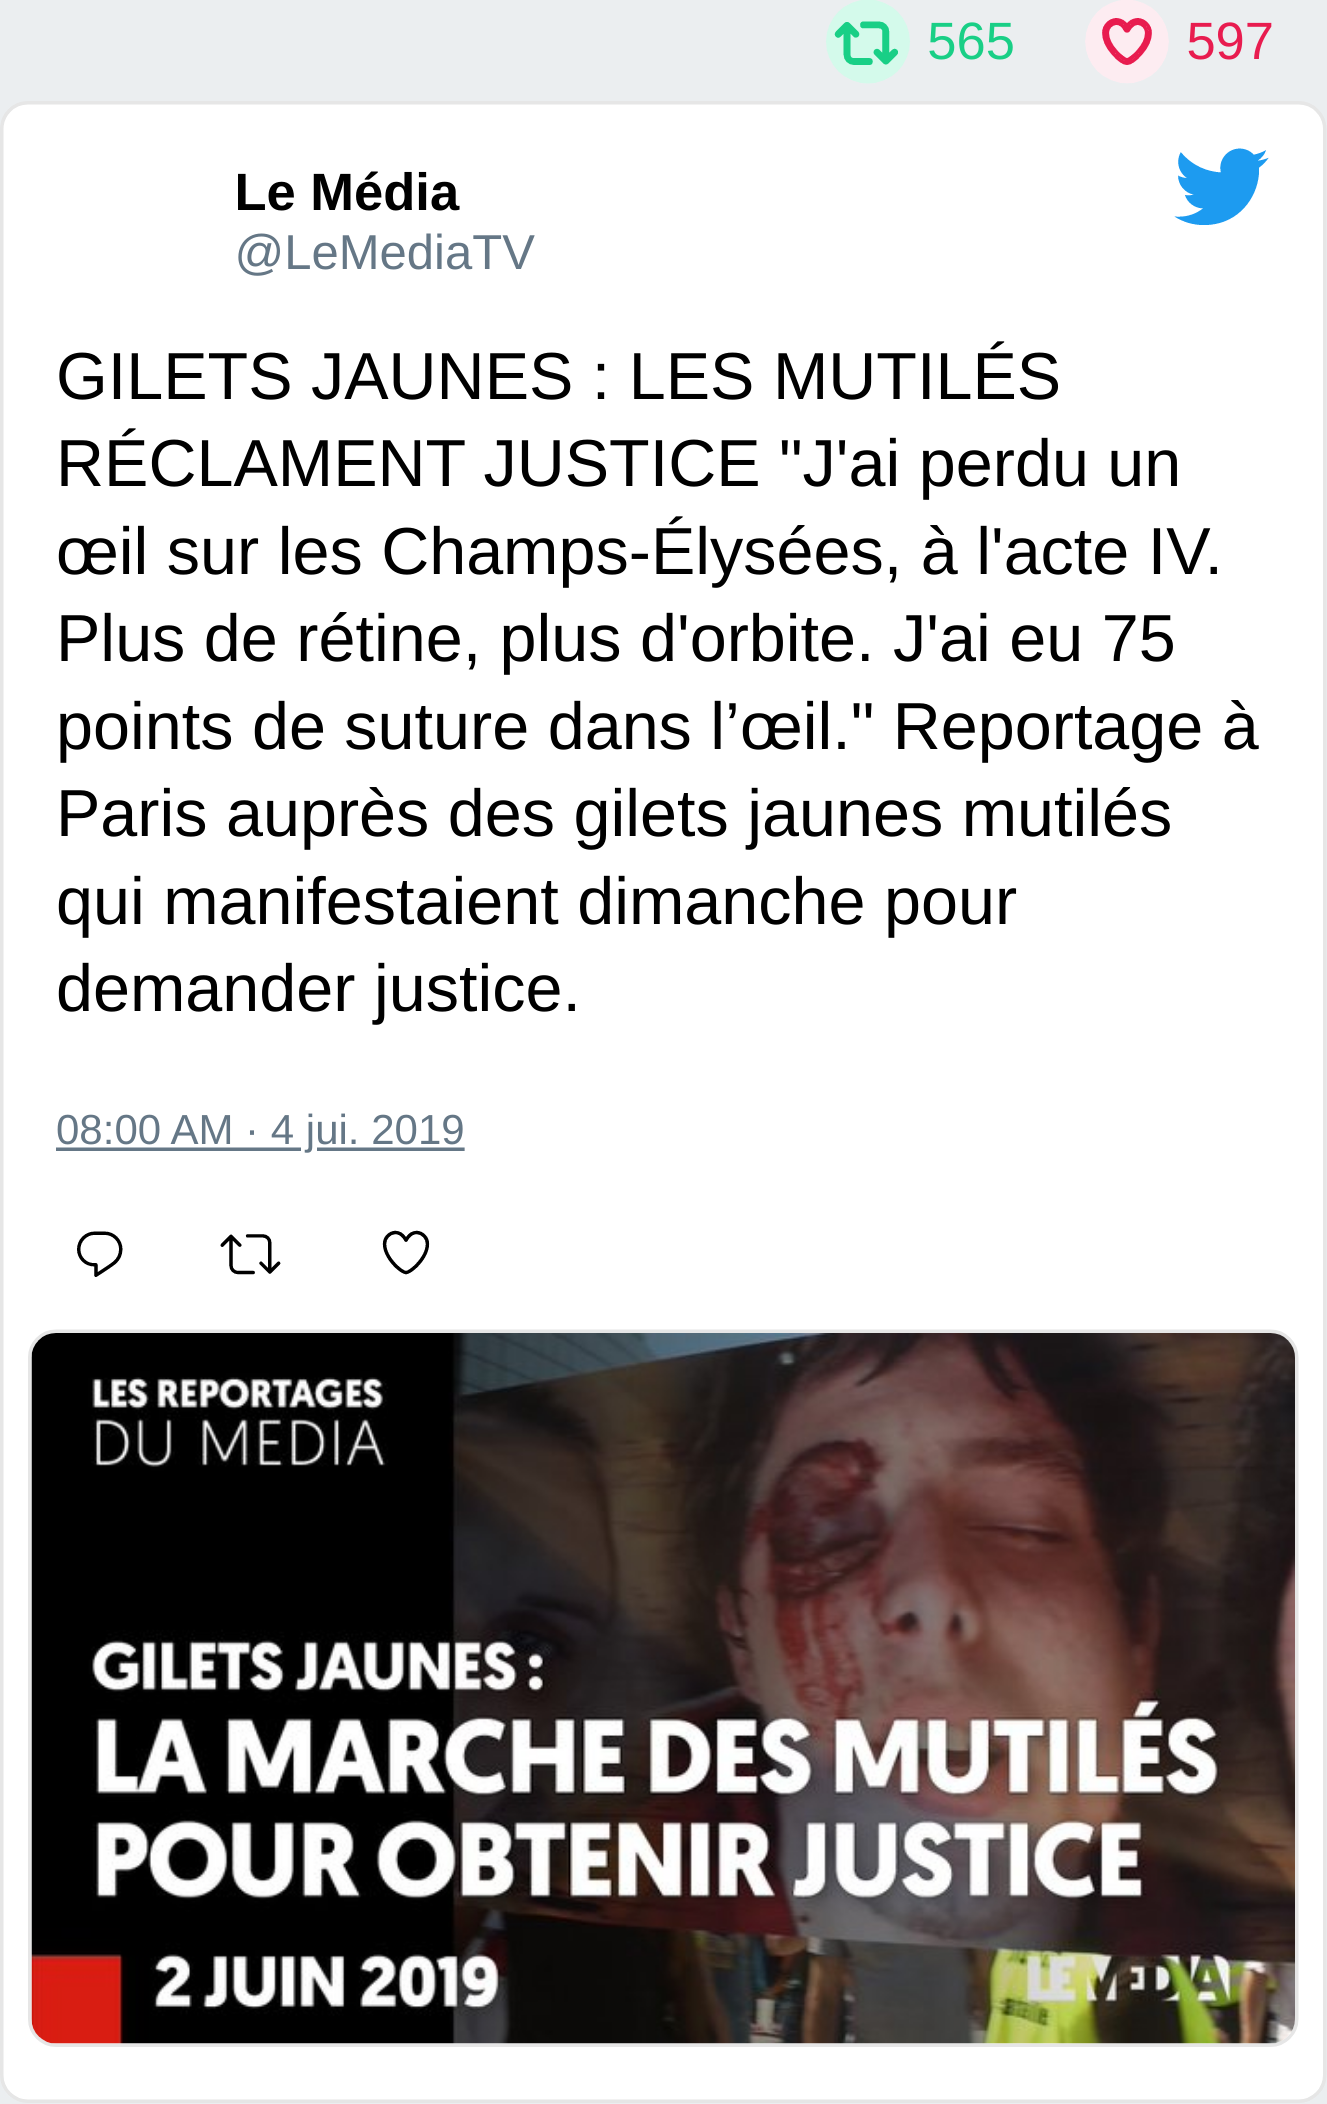 565 597
Le Média
@LeMediaTV
GILETS JAUNES : LES MUTILÉS
RÉCLAMENT JUSTICE "J'ai perdu un
œil sur les Champs-Élysées, à l'acte IV.
Plus de rétine, plus d'orbite. J'ai eu 75
points de suture dans l’œil." Reportage à
Paris auprès des gilets jaunes mutilés
qui manifestaient dimanche pour
demander justice.
08:00 AM · 4 jui. 2019
LES REPORTAGES
DU MEDIA
GILETS JAUNES :
LA MARCHE DES MUTILÉS
POUR OBTENIR JUSTICE
2 JUIN 2019
LE MEDIA